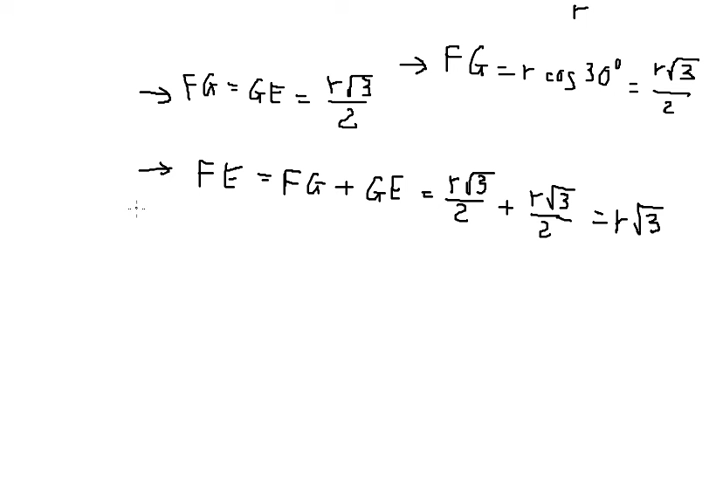 r
→ FG = r cos 30° = r√3/2
→ FG = GE = r√3/2
→ FE = FG + GE = r√3/2 + r√3/2 = r√3